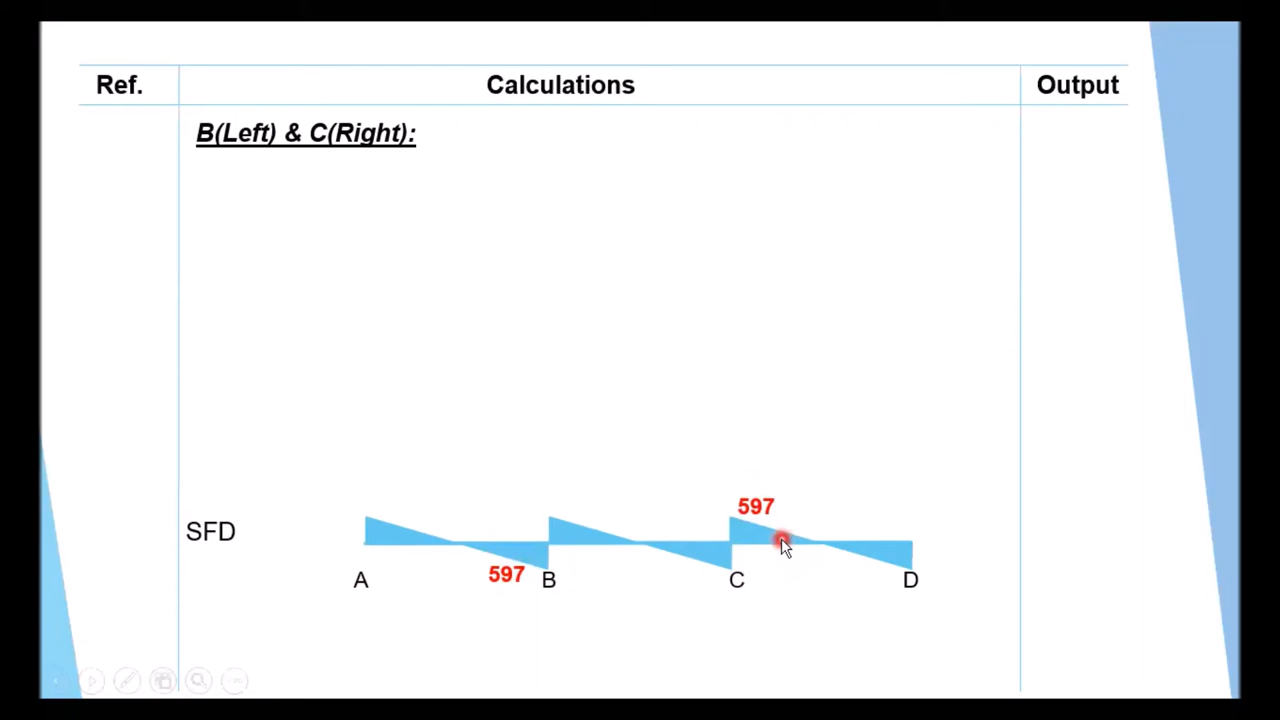 Ref. Calculations Output
B(Left) & C(Right):
597
SFD
597
A B C D